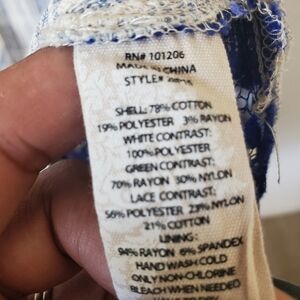 RN# 101206
MADE IN CHINA
STYLE#
SHELL: 78% COTTON
19% POLYESTER 3% RAYON
WHITE CONTRAST:
100% POLYESTER
GREEN CONTRAST:
70% RAYON 30% NYLON
LACE CONTRAST:
56% POLYESTER 23% NYLON
21% COTTON
LINING:
94% RAYON 6% SPANDEX
HAND WASH COLD
ONLY NON-CHLORINE
BLEACH WHEN NEEDED